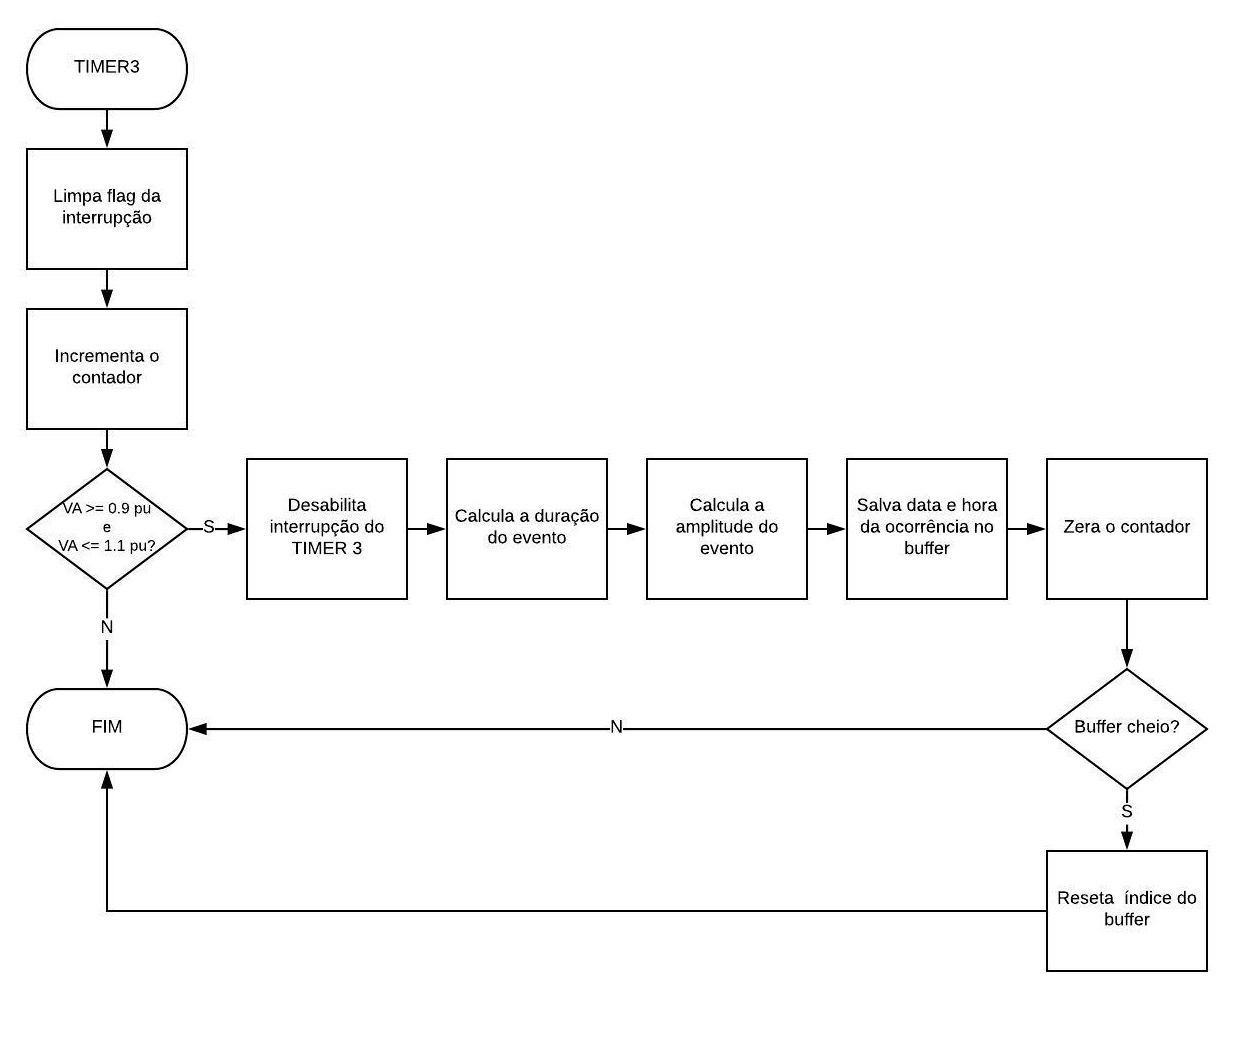 TIMER3
Limpa flag da
interrupção
Incrementa o
contador
VA >= 0.9 pu
e
VA <= 1.1 pu?
S
Desabilita
interrupção do
TIMER 3
Calcula a duração
do evento
Calcula a
amplitude do
evento
Salva data e hora
da ocorrência no
buffer
Zera o contador
N
FIM
N
Buffer cheio?
S
Reseta  índice do
buffer